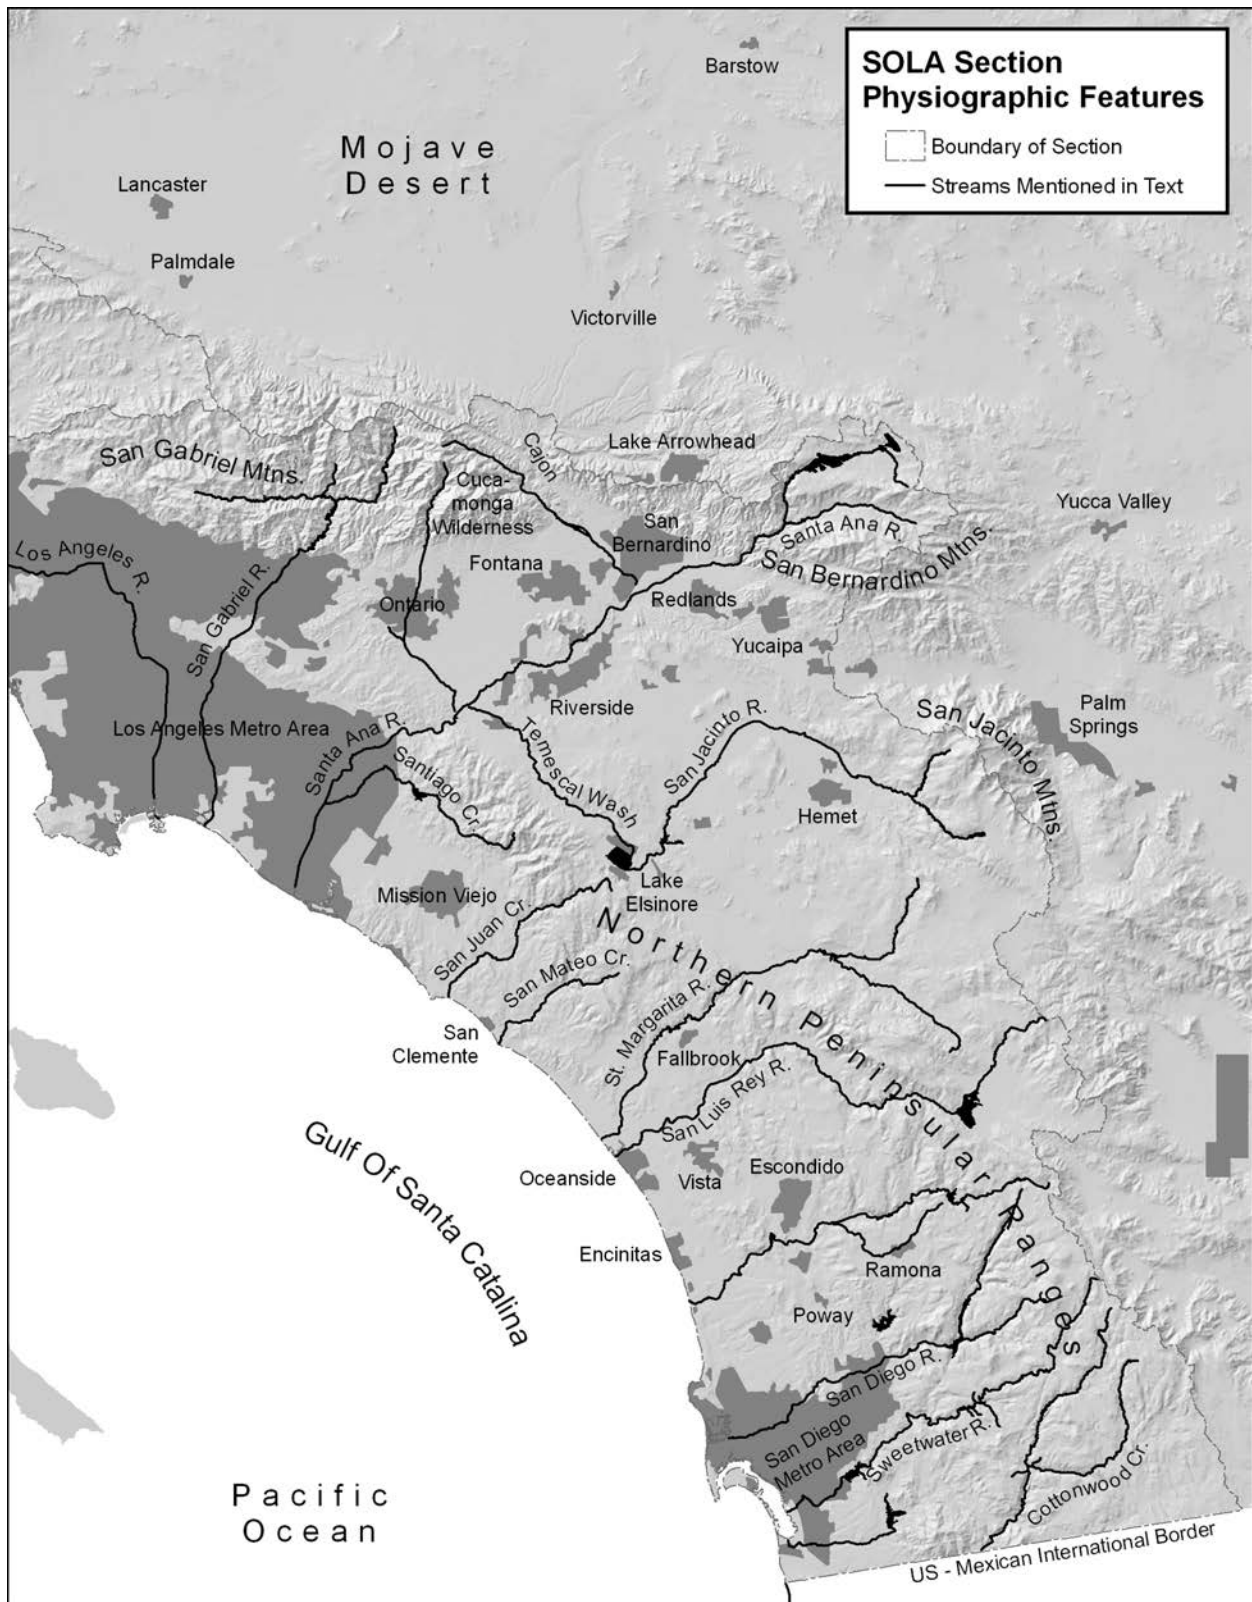 SOLA Section
Physiographic Features
Boundary of Section
Streams Mentioned in Text
Barstow
Mojave
Desert
Lancaster
Palmdale
Victorville
San Gabriel Mtns.
Cajon
Lake Arrowhead
Cuca-
monga
Wilderness
San
Bernardino
Santa Ana R.
San Bernardino Mtns.
Yucca Valley
Los Angeles R.
San Gabriel R.
Fontana
Ontario
Redlands
Yucaipa
Riverside
Los Angeles Metro Area
Santa Ana R.
Santiago Cr.
Temescal Wash
San Jacinto R.
San Jacinto Mtns.
Palm
Springs
Hemet
Mission Viejo
Lake
Elsinore
San Juan Cr.
San Mateo Cr.
Northern Peninsular Ranges
San
Clemente
St. Margarita R.
Fallbrook
San Luis Rey R.
Gulf Of Santa Catalina
Oceanside
Vista
Escondido
Encinitas
Ramona
Poway
San Diego R.
San Diego
Metro Area
Sweetwater R.
Cottonwood Cr.
Pacific
Ocean
US - Mexican International Border